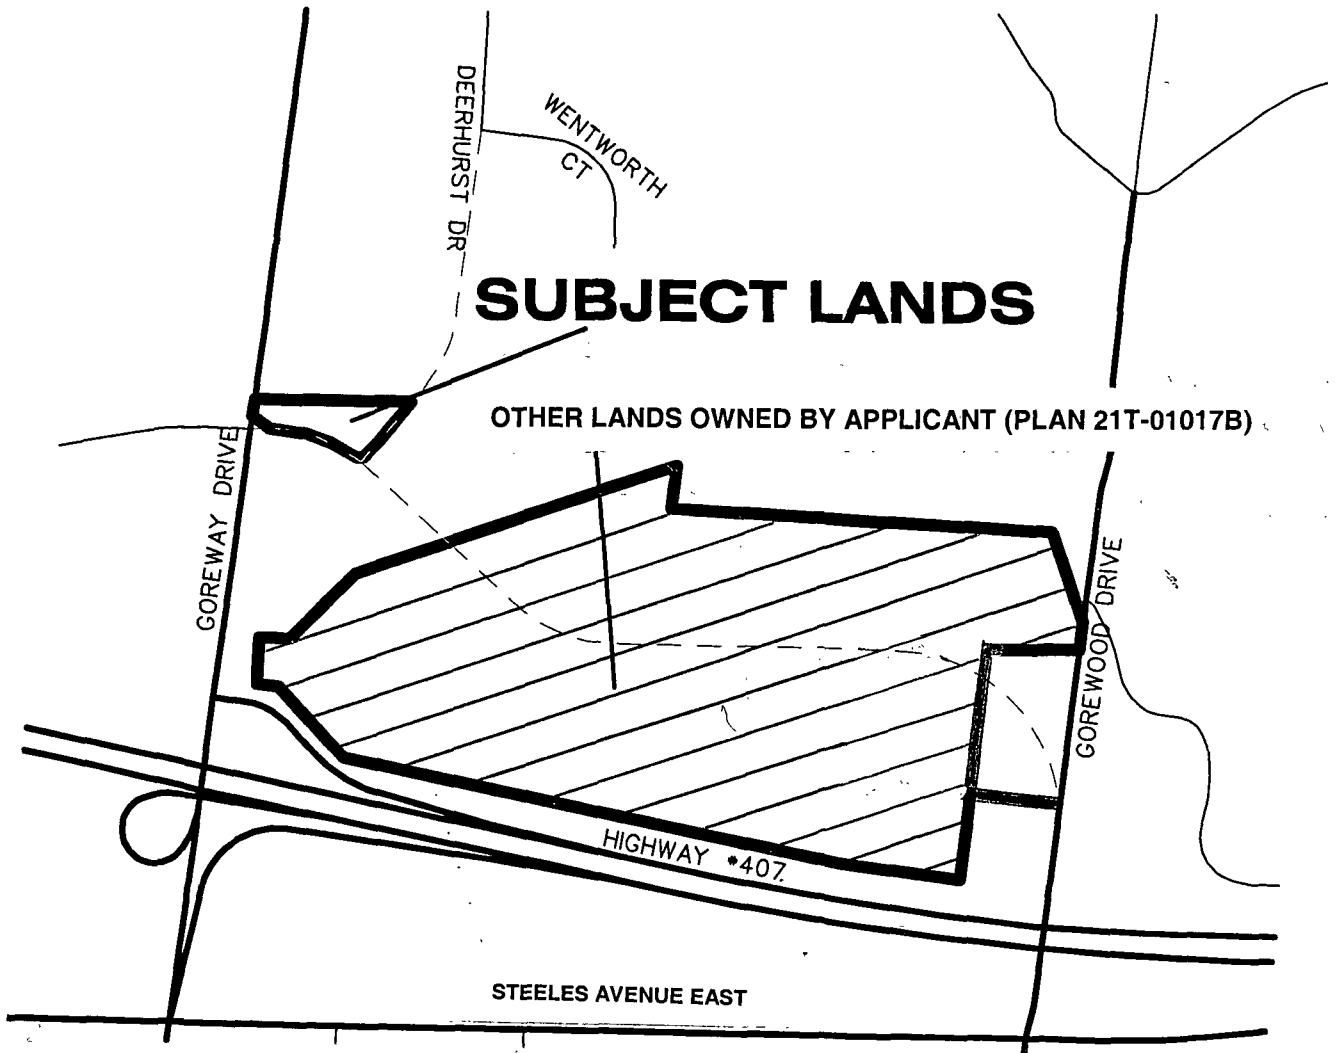 DEERHURST DR
WENTWORTH
CT
SUBJECT LANDS
OTHER LANDS OWNED BY APPLICANT (PLAN 21T-01017B)
GOREWAY DRIVE
GOREWOOD DRIVE
HIGHWAY #407
STEELES AVENUE EAST